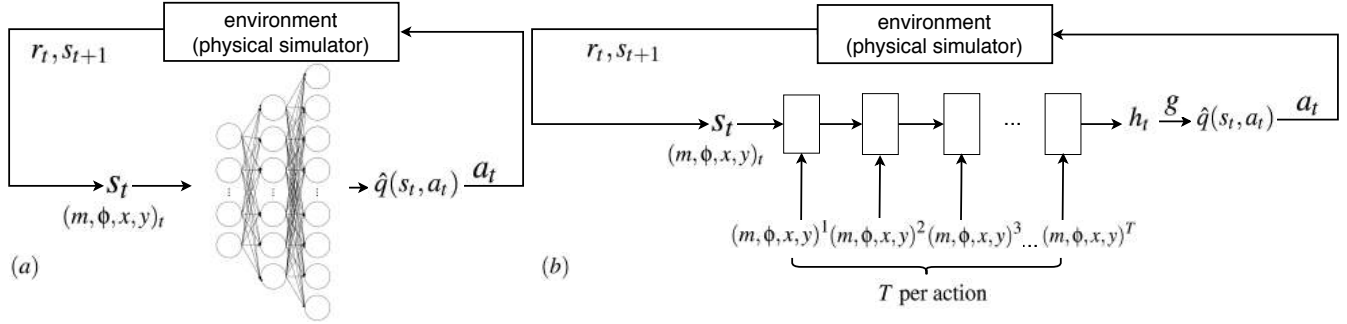 environment
(physical simulator)
r_t, s_{t+1}
s_t
(m, ϕ, x, y)_t
q̂(s_t, a_t)
a_t
(a)
environment
(physical simulator)
r_t, s_{t+1}
s_t
(m, ϕ, x, y)_t
...
h_t
g
q̂(s_t, a_t)
a_t
(m, ϕ, x, y)^1 (m, ϕ, x, y)^2 (m, ϕ, x, y)^3 ... (m, ϕ, x, y)^T
(b)
T per action